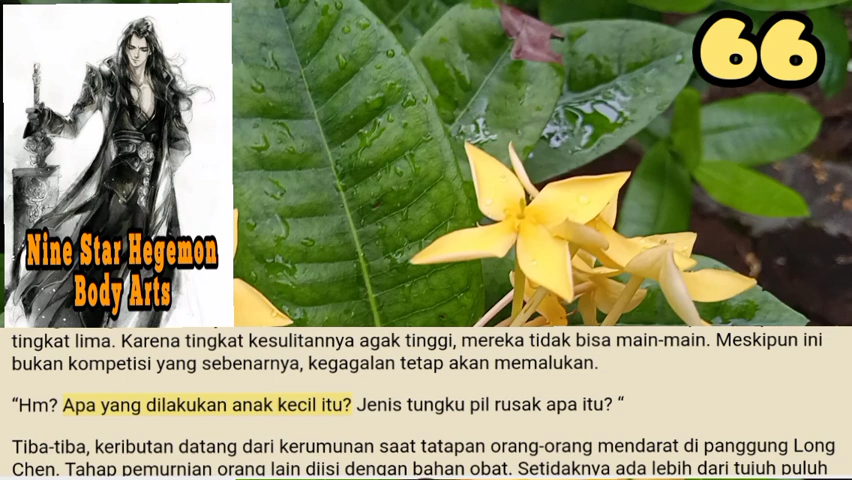 66
Nine Star Hegemon
Body Arts
tingkat lima. Karena tingkat kesulitannya agak tinggi, mereka tidak bisa main-main. Meskipun ini
bukan kompetisi yang sebenarnya, kegagalan tetap akan memalukan.
“Hm? Apa yang dilakukan anak kecil itu? Jenis tungku pil rusak apa itu? “
Tiba-tiba, keributan datang dari kerumunan saat tatapan orang-orang mendarat di panggung Long
Chen. Tahap pemurnian orang lain diisi dengan bahan obat. Setidaknya ada lebih dari tujuh puluh